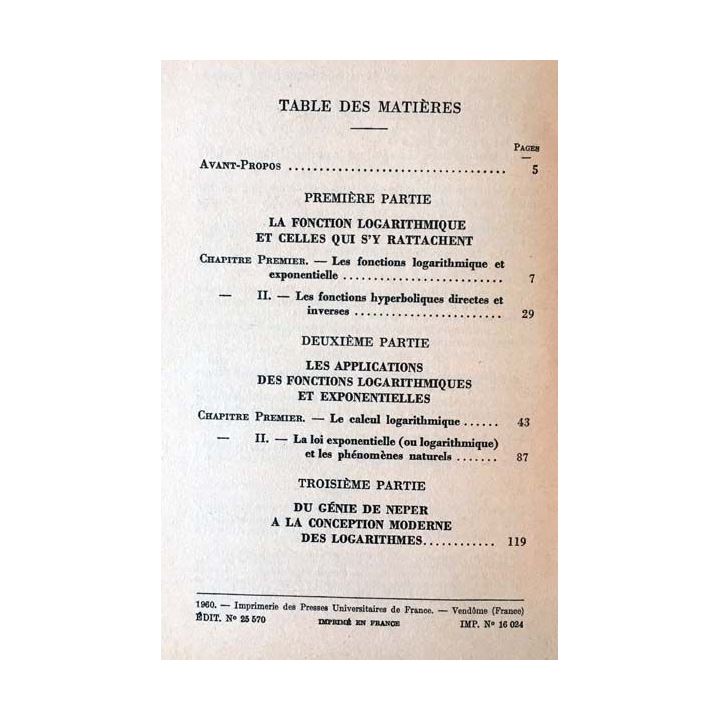 TABLE DES MATIÈRES
PAGES
AVANT-PROPOS .................................. 5
PREMIÈRE PARTIE
LA FONCTION LOGARITHMIQUE
ET CELLES QUI S'Y RATTACHENT
CHAPITRE PREMIER. — Les fonctions logarithmique et
exponentielle ......................... 7
— II. — Les fonctions hyperboliques directes et
inverses ....................... 29
DEUXIÈME PARTIE
LES APPLICATIONS
DES FONCTIONS LOGARITHMIQUES
ET EXPONENTIELLES
CHAPITRE PREMIER. — Le calcul logarithmique ...... 43
— II. — La loi exponentielle (ou logarithmique)
et les phénomènes naturels ....... 87
TROISIÈME PARTIE
DU GÉNIE DE NEPER
A LA CONCEPTION MODERNE
DES LOGARITHMES............ 119
1960. — Imprimerie des Presses Universitaires de France. — Vendôme (France)
ÉDIT. Nº 25 570 IMPRIMÉ EN FRANCE IMP. Nº 16 024